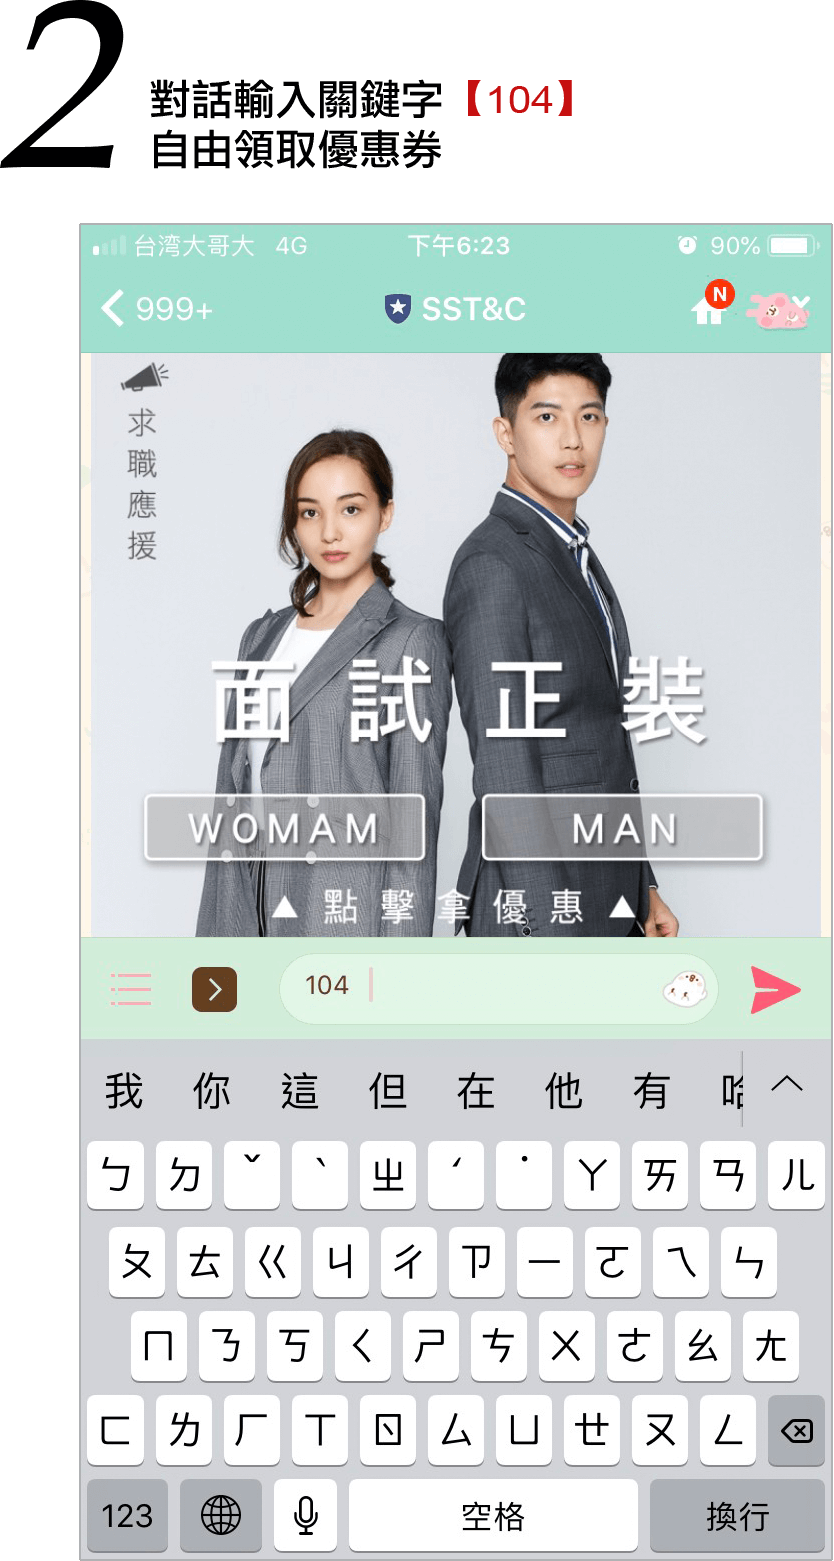 2
對話輸入關鍵字【104】
自由領取優惠券
台湾大哥大 4G 下午6:23 90%
999+ SST&C N
求職應援
面試正裝
WOMAM MAN
▲點擊拿優惠▲
104
我 你 這 但 在 他 有 哈
ㄅ ㄉ ˇ ˋ ㄓ ˊ ˙ ㄚ ㄞ ㄢ ㄦ
ㄆ ㄊ ㄍ ㄐ ㄔ ㄗ ㄧ ㄛ ㄟ ㄣ
ㄇ ㄋ ㄎ ㄑ ㄕ ㄘ ㄨ ㄜ ㄠ ㄤ
ㄈ ㄌ ㄏ ㄒ ㄖ ㄙ ㄩ ㄝ ㄡ ㄥ
123 空格 換行